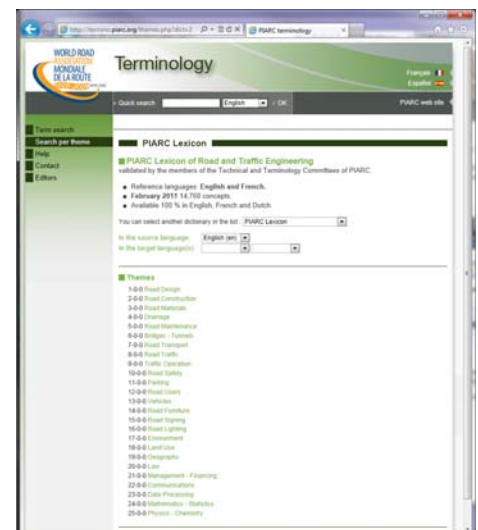 http://termino.piarc.org/themes.php?dicts=2
PIARC terminology
WORLD ROAD
ASSOCIATION
MONDIALE
DE LA ROUTE
Terminology
Français
Español
Quick search
English
OK
PIARC web site
Term search
Search per theme
Help
Contact
Editors
PIARC Lexicon
PIARC Lexicon of Road and Traffic Engineering
validated by the members of the Technical and Terminology Committees of PIARC.
Reference languages: English and French.
February 2011 14,760 concepts.
Available 100 % in English, French and Dutch.
You can select another dictionary in the list : PIARC Lexicon
In the source language: English (en)
In the target language(s):
Themes
1-0-0 Road Design
2-0-0 Road Construction
3-0-0 Road Materials
4-0-0 Drainage
5-0-0 Road Maintenance
6-0-0 Bridges - Tunnels
7-0-0 Road Transport
8-0-0 Road Traffic
9-0-0 Traffic Operation
10-0-0 Road Safety
11-0-0 Parking
12-0-0 Road Users
13-0-0 Vehicles
14-0-0 Road Furniture
15-0-0 Road Signing
16-0-0 Road Lighting
17-0-0 Environment
18-0-0 Land Use
19-0-0 Geography
20-0-0 Law
21-0-0 Management - Financing
22-0-0 Communications
23-0-0 Data Processing
24-0-0 Mathematics - Statistics
25-0-0 Physics - Chemistry